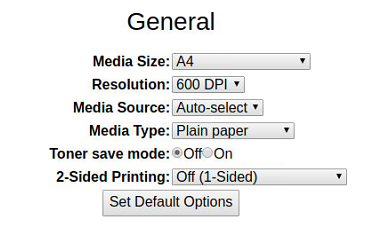 General
Media Size: A4
Resolution: 600 DPI
Media Source: Auto-select
Media Type: Plain paper
Toner save mode: Off On
2-Sided Printing: Off (1-Sided)
Set Default Options